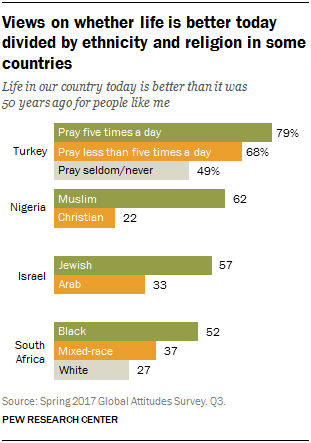 Views on whether life is better today
divided by ethnicity and religion in some
countries
Life in our country today is better than it was
50 years ago for people like me
Turkey
Pray five times a day 79%
Pray less than five times a day 68%
Pray seldom/never 49%
Nigeria
Muslim 62
Christian 22
Israel
Jewish 57
Arab 33
South
Africa
Black 52
Mixed-race 37
White 27
Source: Spring 2017 Global Attitudes Survey. Q3.
PEW RESEARCH CENTER